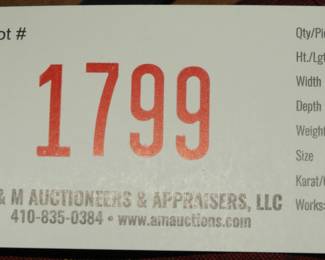 ot #
1799
& M AUCTIONEERS & APPRAISERS, LLC
410-835-0384 • www.amauctions.com
Qty/Pi
Ht./Lgt
Width
Depth
Weight
Size
Karat/
Works: